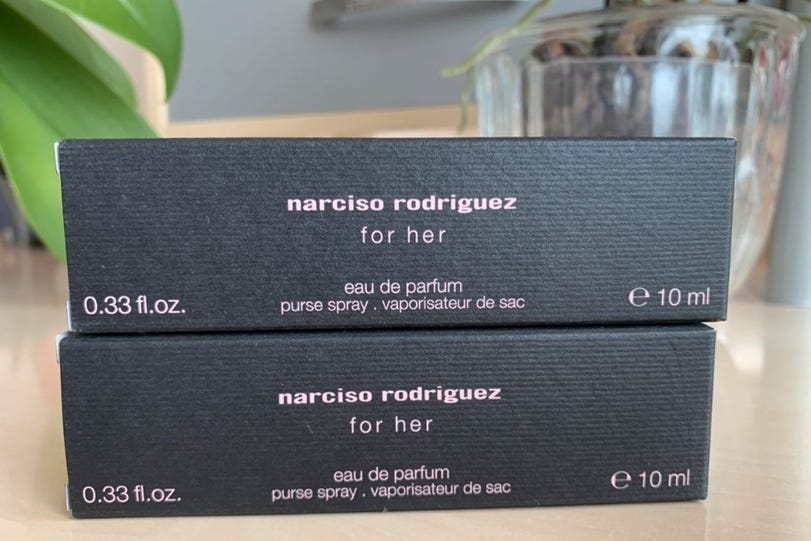 narciso rodriguez
for her
eau de parfum
purse spray . vaporisateur de sac
0.33 fl.oz.
℮ 10 ml
narciso rodriguez
for her
eau de parfum
purse spray . vaporisateur de sac
0.33 fl.oz.
℮ 10 ml